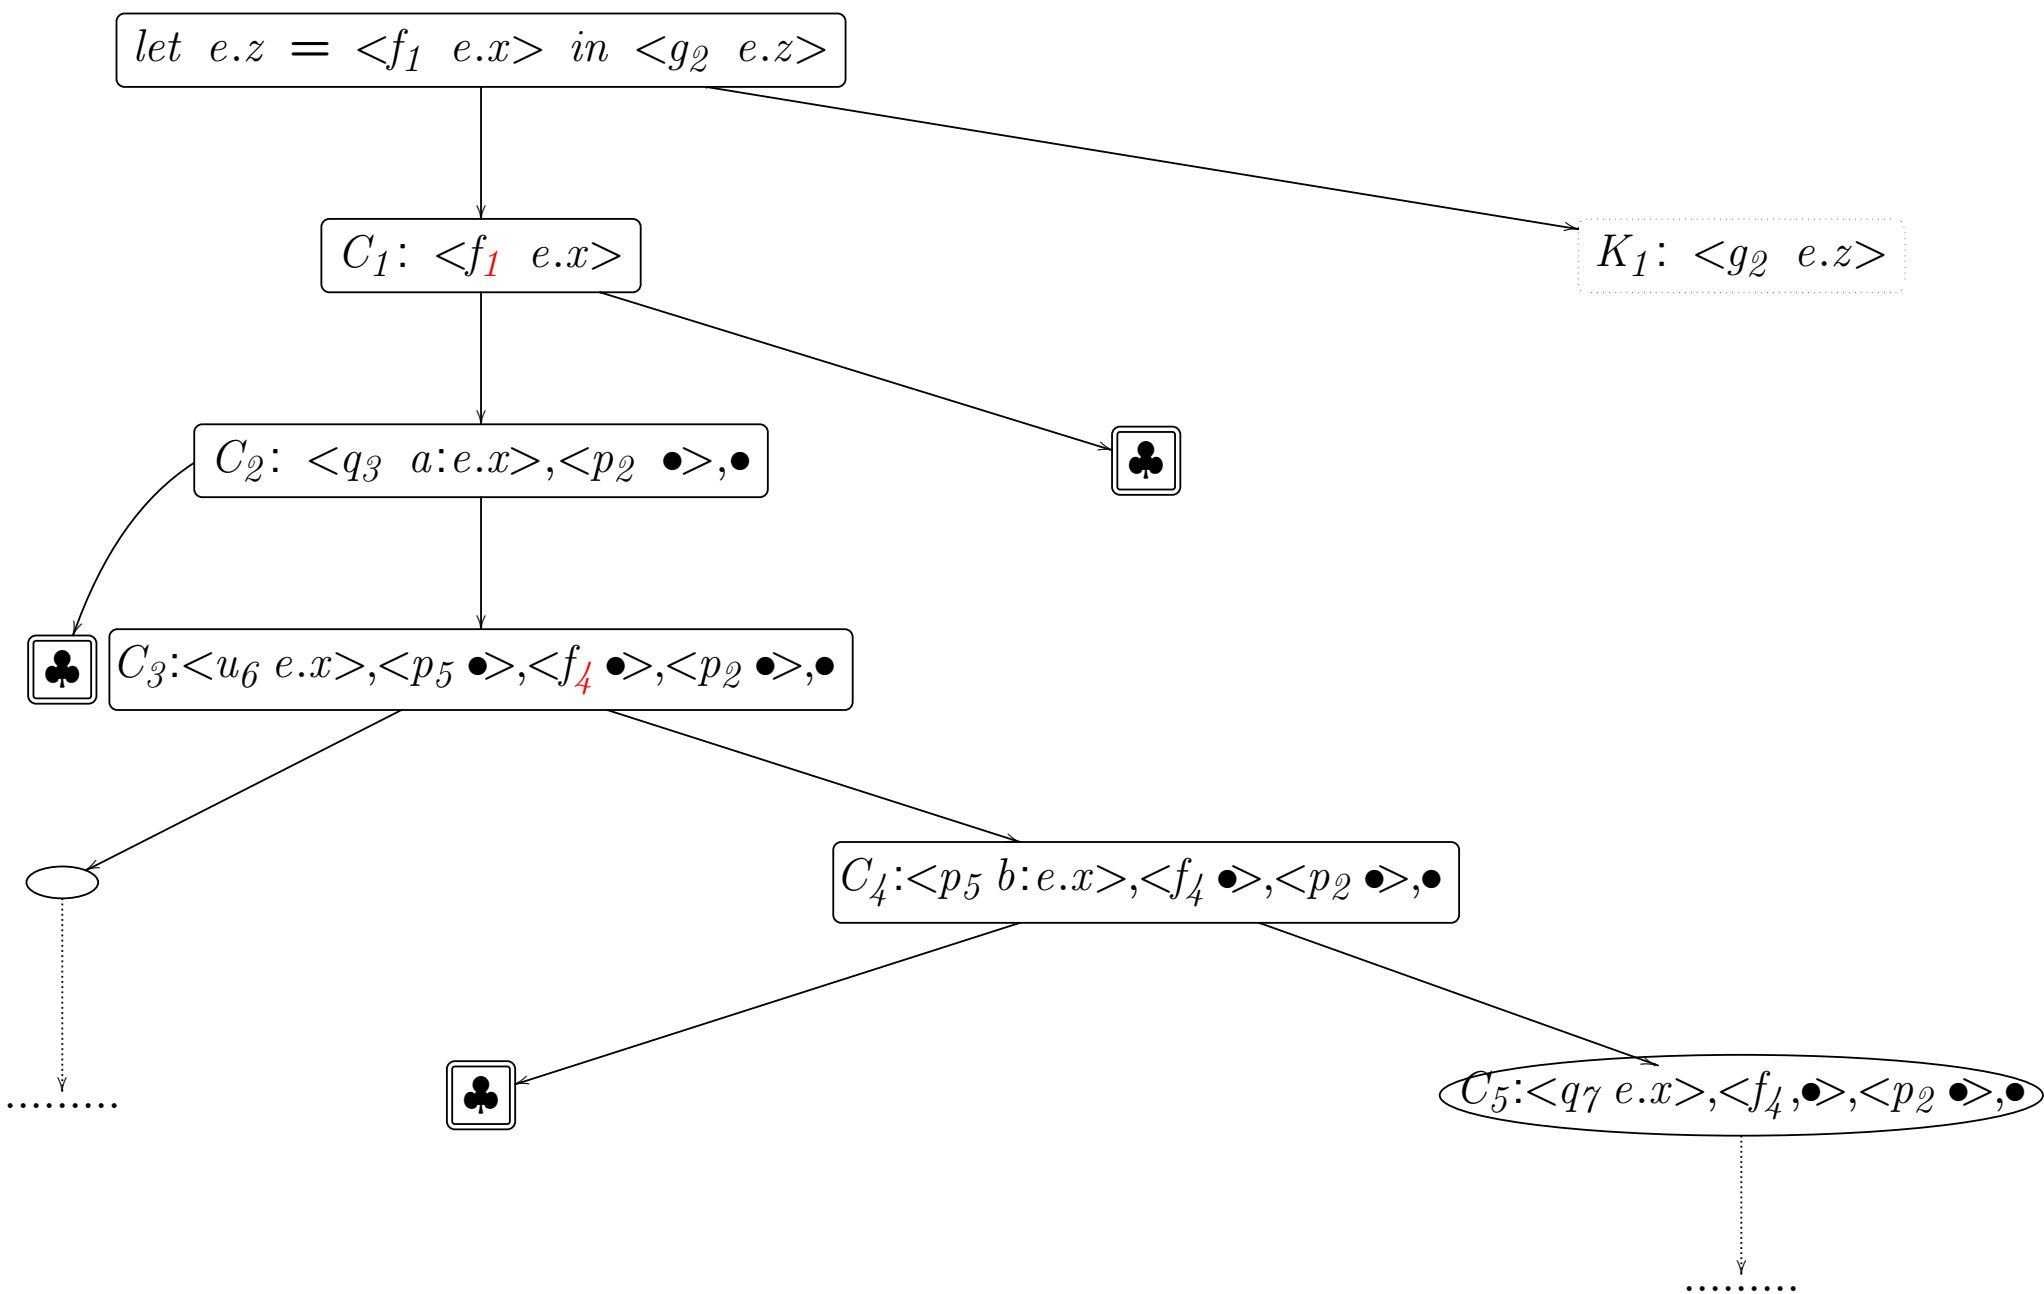 let e.z = <f₁ e.x> in <g₂ e.z>
C₁: <f₁ e.x>
K₁: <g₂ e.z>
C₂: <q₃ a:e.x>,<p₂ ●>,●
♣
♣
C₃:<u₆ e.x>,<p₅ ●>,<f₄ ●>,<p₂ ●>,●
C₄:<p₅ b:e.x>,<f₄ ●>,<p₂ ●>,●
.........
♣
C₅:<q₇ e.x>,<f₄,●>,<p₂ ●>,●
.........